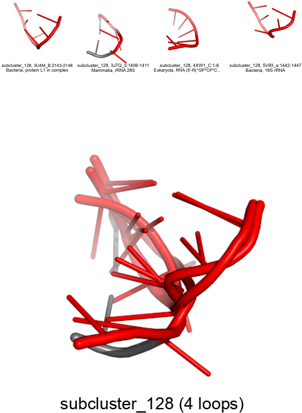 subcluster_128, 3U4M_B:2143-2148
Bacteria, protein L1 in complex
subcluster_128, 3J7Q_5:1406-1411
Mammalia, rRNA 28S
subcluster_128, 4XW1_C:1-6
Eukaryota, RNA (5'-R(*GP*CP*C...
subcluster_128, 5V93_a:1442-1447
Bacteria, 16S rRNA
subcluster_128 (4 loops)